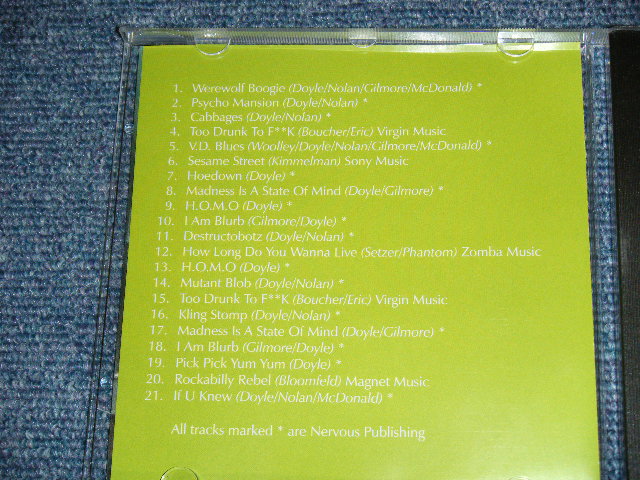 1. Werewolf Boogie (Doyle/Nolan/Gilmore/McDonald) *
2. Psycho Mansion (Doyle/Nolan) *
3. Cabbages (Doyle/Nolan) *
4. Too Drunk To F**K (Boucher/Eric) Virgin Music
5. V.D. Blues (Woolley/Doyle/Nolan/Gilmore/McDonald) *
6. Sesame Street (Kimmelman) Sony Music
7. Hoedown (Doyle) *
8. Madness Is A State Of Mind (Doyle/Gilmore) *
9. H.O.M.O (Doyle) *
10. I Am Blurb (Gilmore/Doyle) *
11. Destructobotz (Doyle/Nolan) *
12. How Long Do You Wanna Live (Setzer/Phantom) Zomba Music
13. H.O.M.O (Doyle) *
14. Mutant Blob (Doyle/Nolan) *
15. Too Drunk To F**K (Boucher/Eric) Virgin Music
16. Kling Stomp (Doyle/Nolan) *
17. Madness Is A State Of Mind (Doyle/Gilmore) *
18. I Am Blurb (Gilmore/Doyle) *
19. Pick Pick Yum Yum (Doyle) *
20. Rockabilly Rebel (Bloomfeld) Magnet Music
21. If U Knew (Doyle/Nolan/McDonald) *
All tracks marked * are Nervous Publishing